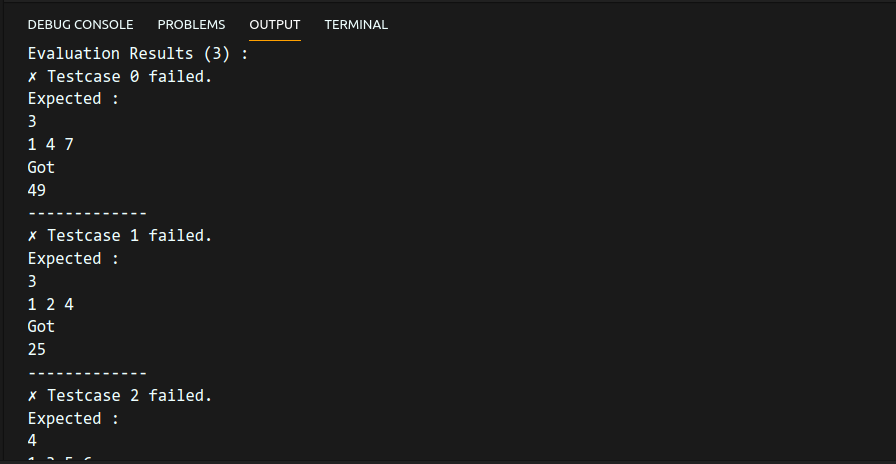 DEBUG CONSOLE PROBLEMS OUTPUT TERMINAL
Evaluation Results (3) :
✗ Testcase 0 failed.
Expected :
3
1 4 7
Got
49
-------------
✗ Testcase 1 failed.
Expected :
3
1 2 4
Got
25
-------------
✗ Testcase 2 failed.
Expected :
4